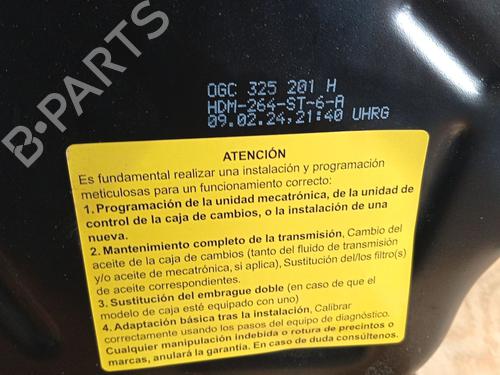 B-PARTS
0GC 325 201 H
HDM-264-ST-6-A
09.02.24,21:40 UHRG
ATENCIÓN
Es fundamental realizar una instalación y programación
meticulosas para un funcionamiento correcto:
1. Programación de la unidad mecatrónica, de la unidad de
control de la caja de cambios, o la instalación de una
nueva.
2. Mantenimiento completo de la transmisión, Cambio del
aceite de la caja de cambios (tanto del fluido de transmisión
y/o aceite de mecatrónica, si aplica), Sustitución del/los filtro(s)
de aceite correspondientes.
3. Sustitución del embrague doble (en caso de que el
modelo de caja esté equipado con uno)
4. Adaptación básica tras la instalación, Calibrar
correctamente usando los pasos del equipo de diagnóstico.
Cualquier manipulación indebida o rotura de precintos o
marcas, anulará la garantía. En caso de duda consúltenos.